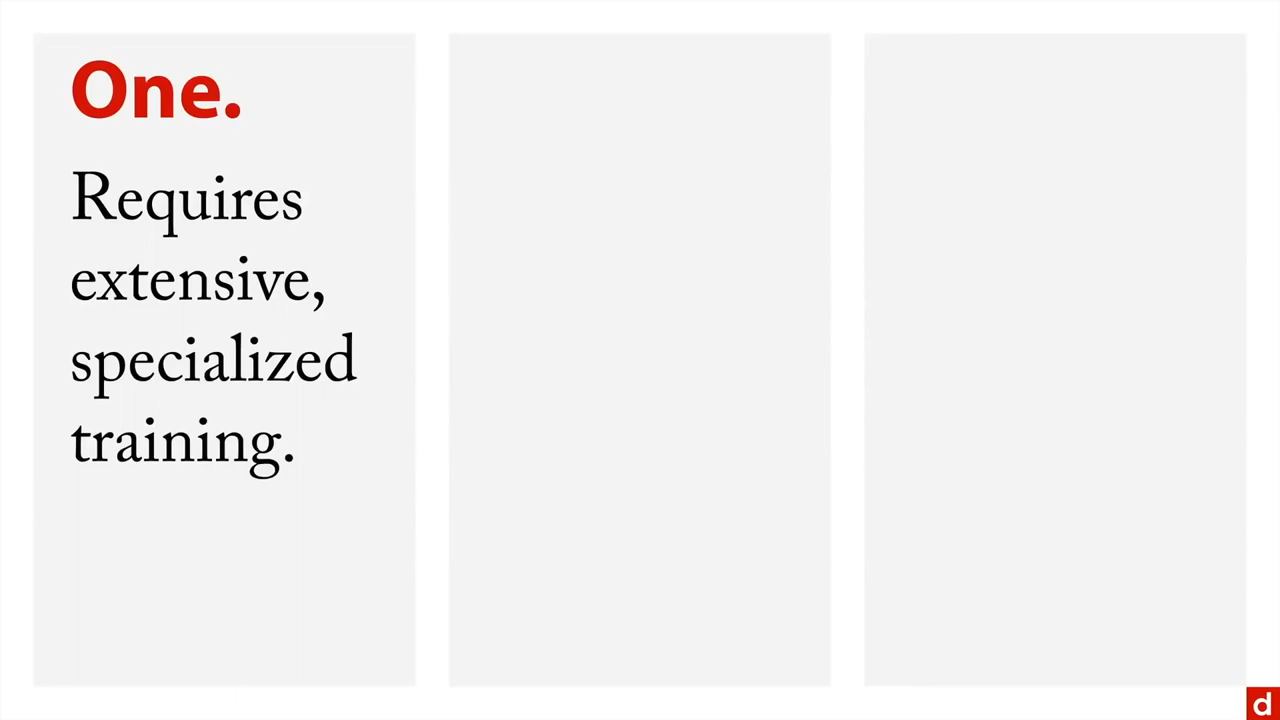 One.
Requires
extensive,
specialized
training.
d